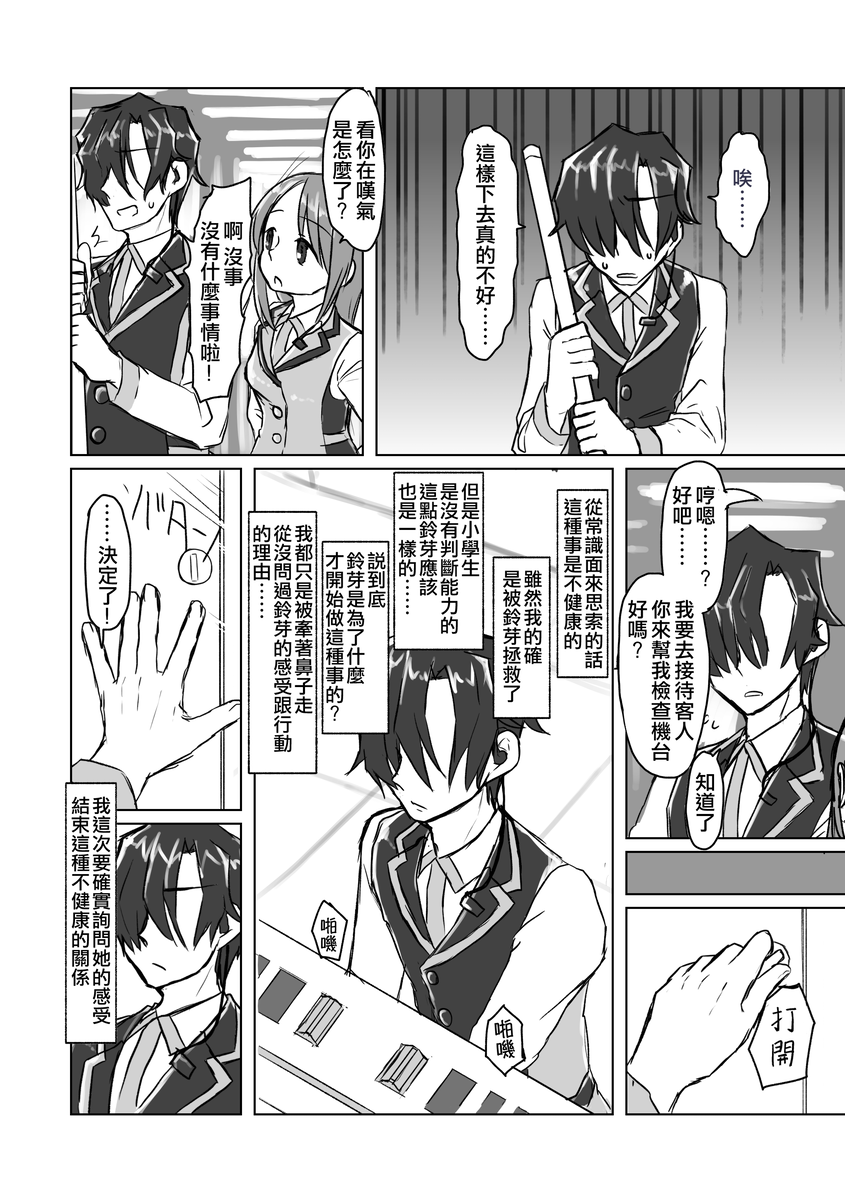 唉……
這樣下去真的不好……
看你在嘆氣
是怎麼了？
啊 沒事
沒有什麼事情啦！
哼嗯……？
好吧……
我要去接待客人
你來幫我檢查機台
好嗎？
知道了
打開
從常識面來思索的話
這種事是不健康的
雖然我的確
是被鈴芽拯救了
但是小學生
是沒有判斷能力的
這點鈴芽應該
也是一樣的……
說到底
鈴芽是為了什麼
才開始做這種事的？
我都只是被牽著鼻子走
從沒問過鈴芽的感受跟行動
的理由……
啪嘰
啪嘰
……決定了！
我這次要確實詢問她的感受
結束這種不健康的關係